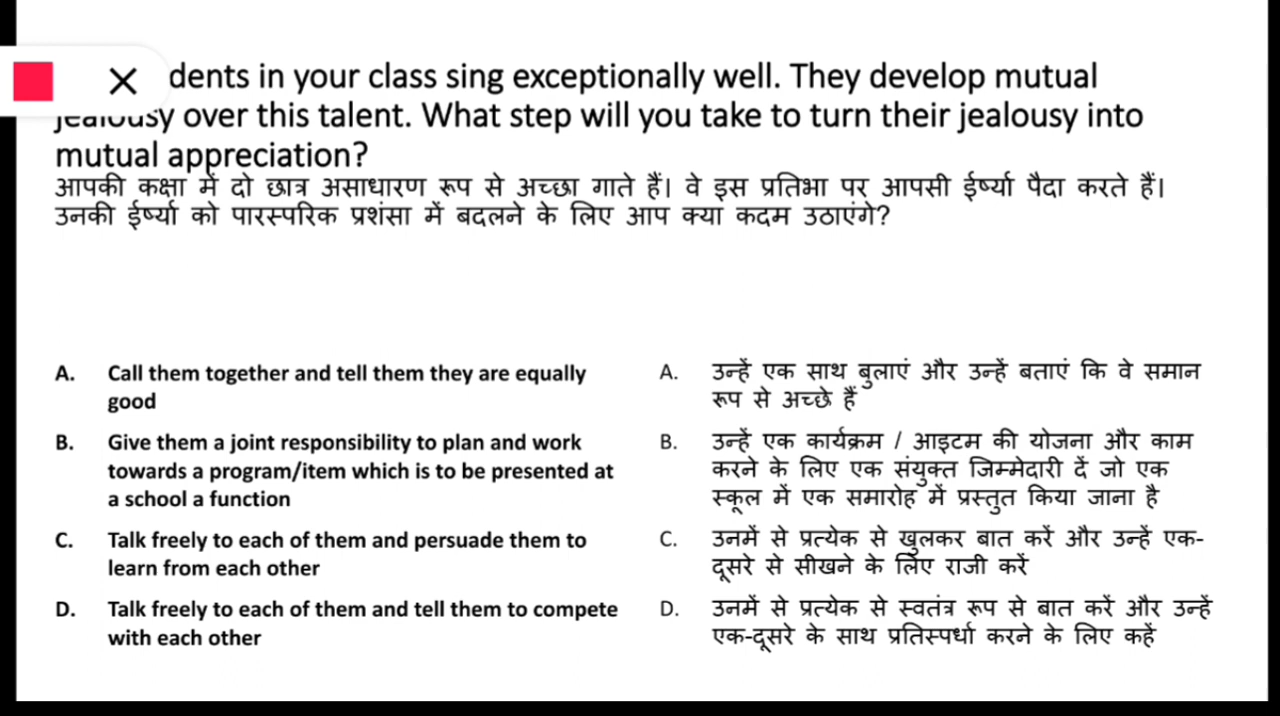 dents in your class sing exceptionally well. They develop mutual
jealousy over this talent. What step will you take to turn their jealousy into
mutual appreciation?
आपकी कक्षा में दो छात्र असाधारण रूप से अच्छा गाते हैं। वे इस प्रतिभा पर आपसी ईर्ष्या पैदा करते हैं।
उनकी ईर्ष्या को पारस्परिक प्रशंसा में बदलने के लिए आप क्या कदम उठाएंगे?
A. Call them together and tell them they are equally
good
B. Give them a joint responsibility to plan and work
towards a program/item which is to be presented at
a school a function
C. Talk freely to each of them and persuade them to
learn from each other
D. Talk freely to each of them and tell them to compete
with each other
A. उन्हें एक साथ बुलाएं और उन्हें बताएं कि वे समान
रूप से अच्छे हैं
B. उन्हें एक कार्यक्रम / आइटम की योजना और काम
करने के लिए एक संयुक्त जिम्मेदारी दें जो एक
स्कूल में एक समारोह में प्रस्तुत किया जाना है
C. उनमें से प्रत्येक से खुलकर बात करें और उन्हें एक-
दूसरे से सीखने के लिए राजी करें
D. उनमें से प्रत्येक से स्वतंत्र रूप से बात करें और उन्हें
एक-दूसरे के साथ प्रतिस्पर्धा करने के लिए कहें